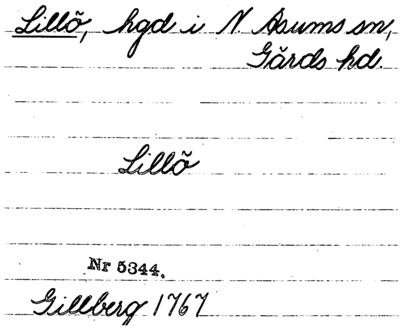 Lillö, hgd i N Åsums sn,
Gärds hd.
Lillö
Nr 5344.
Gillberg 1767